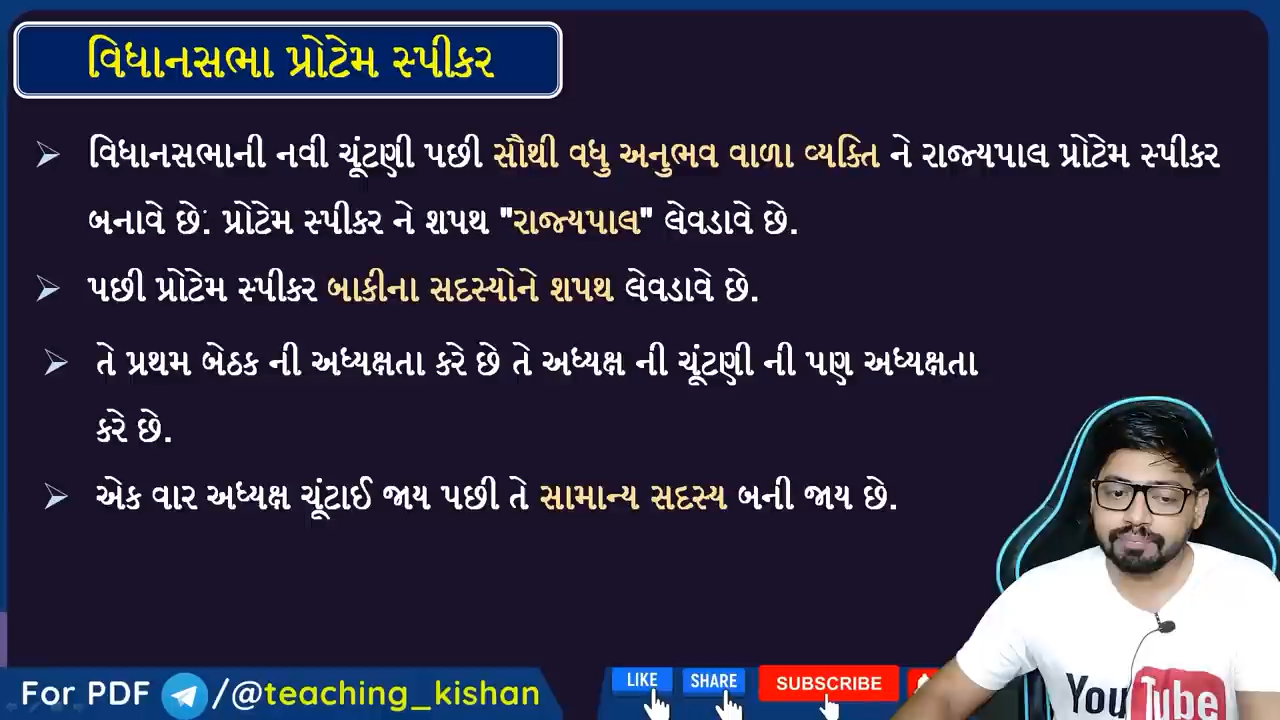 વિધાનસભા પ્રોટેમ સ્પીકર
વિધાનસભાની નવી ચૂંટણી પછી સૌથી વધુ અનુભવ વાળા વ્યક્તિ ને રાજ્યપાલ પ્રોટેમ સ્પીકર
બનાવે છે. પ્રોટેમ સ્પીકર ને શપથ "રાજ્યપાલ" લેવડાવે છે.
પછી પ્રોટેમ સ્પીકર બાકીના સદસ્યોને શપથ લેવડાવે છે.
તે પ્રથમ બેઠક ની અધ્યક્ષતા કરે છે તે અધ્યક્ષ ની ચૂંટણી ની પણ અધ્યક્ષતા
કરે છે.
એક વાર અધ્યક્ષ ચૂંટાઈ જાય પછી તે સામાન્ય સદસ્ય બની જાય છે.
For PDF /@teaching_kishan
LIKE SHARE SUBSCRIBE
You Tube